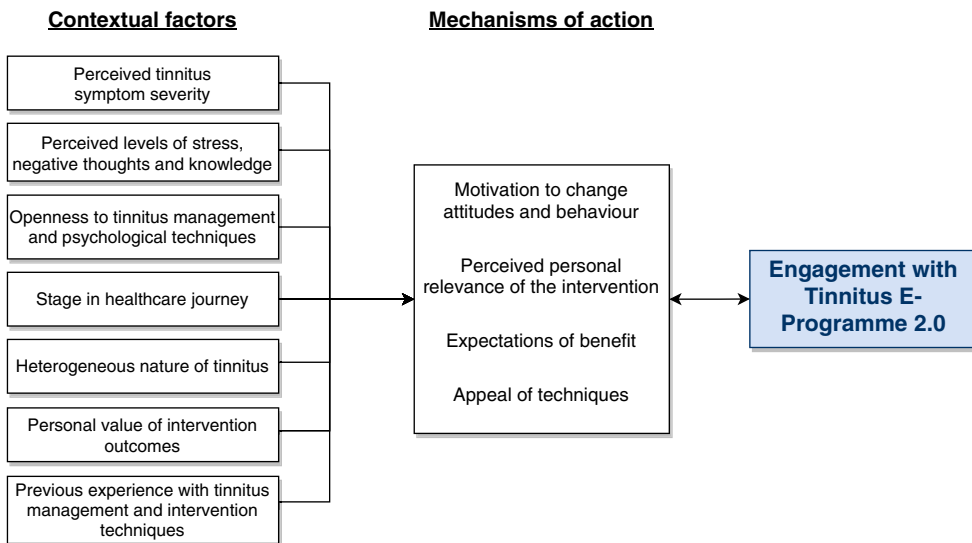 Contextual factors
Mechanisms of action
Perceived tinnitus
symptom severity
Perceived levels of stress,
negative thoughts and knowledge
Openness to tinnitus management
and psychological techniques
Stage in healthcare journey
Heterogeneous nature of tinnitus
Personal value of intervention
outcomes
Previous experience with tinnitus
management and intervention
techniques
Motivation to change
attitudes and behaviour
Perceived personal
relevance of the intervention
Expectations of benefit
Appeal of techniques
Engagement with
Tinnitus E-
Programme 2.0